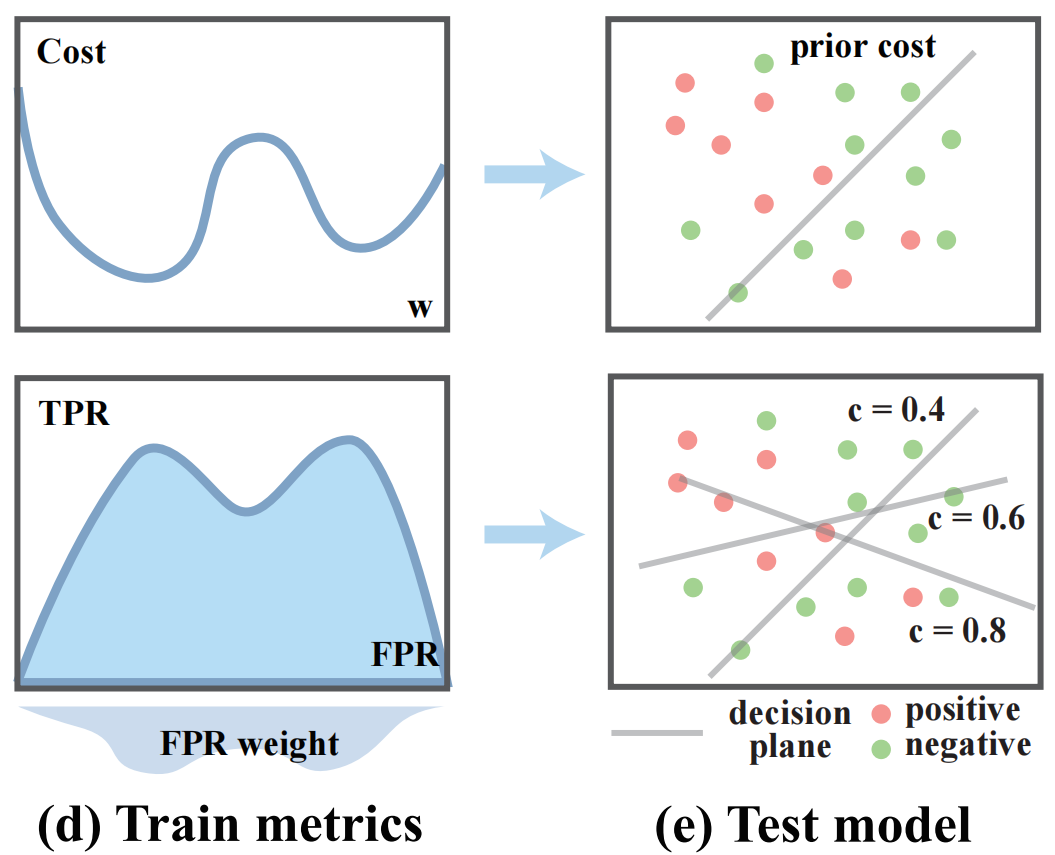 Cost
w
prior cost
TPR
FPR
FPR weight
c = 0.4
c = 0.6
c = 0.8
decision
plane
positive
negative
(d) Train metrics
(e) Test model